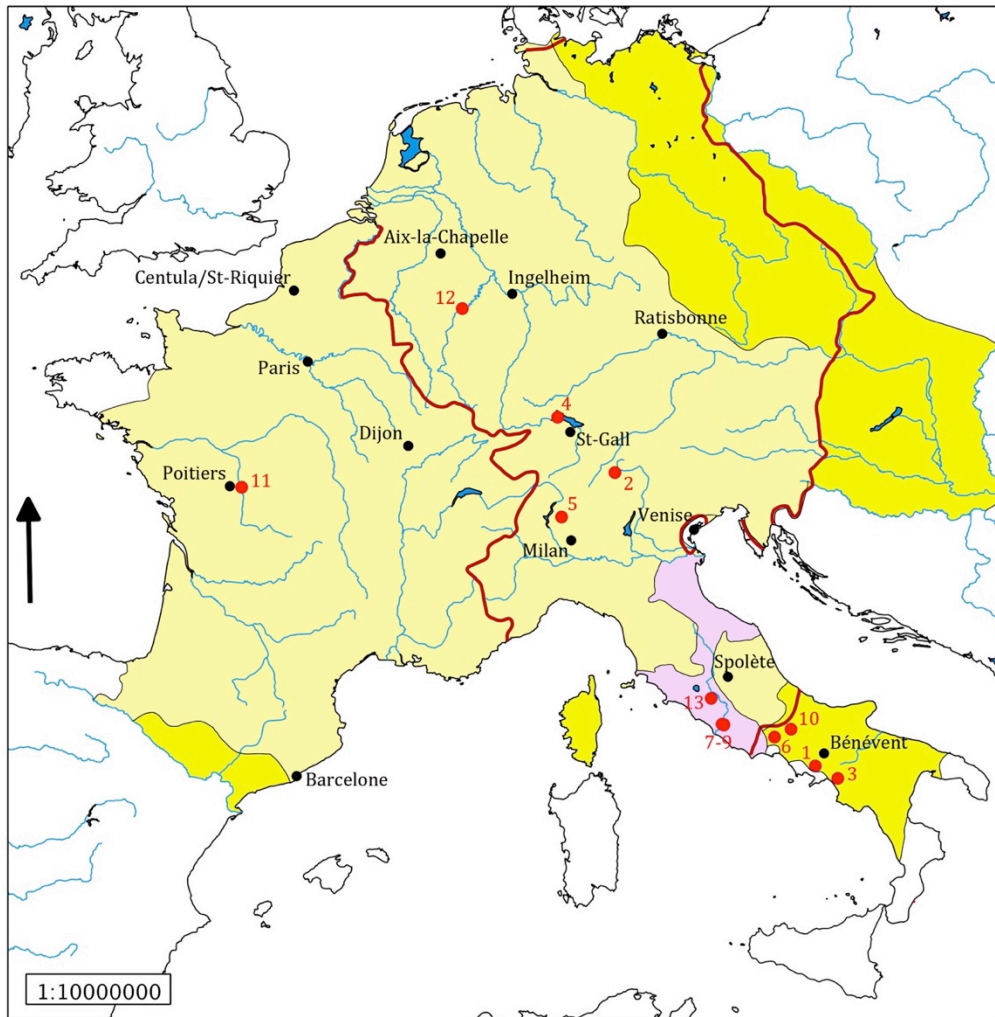 Aix-la-Chapelle
Centula/St-Riquier
Ingelheim
12
Ratisbonne
Paris
4
Dijon
St-Gall
Poitiers
11
2
5
Venise
Milan
Spolète
13
7-9
10
6
Bénévent
1
3
Barcelone
1:10000000